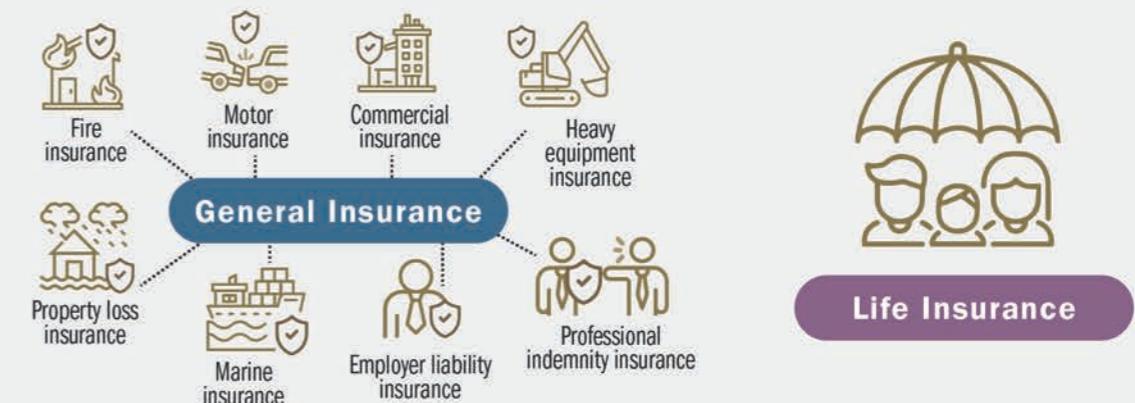 Fire
insurance
Motor
insurance
Commercial
insurance
Heavy
equipment
insurance
General Insurance
Property loss
insurance
Marine
insurance
Employer liability
insurance
Professional
indemnity insurance
Life Insurance